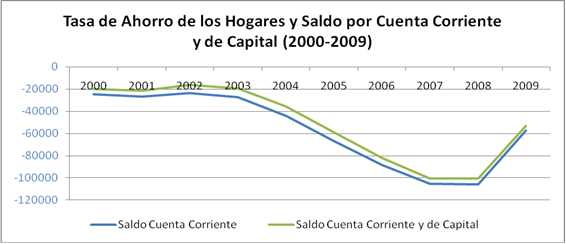 Tasa de Ahorro de los Hogares y Saldo por Cuenta Corriente
y de Capital (2000-2009)
0
-20000
-40000
-60000
-80000
-100000
-120000
2000 2001 2002 2003 2004 2005 2006 2007 2008 2009
Saldo Cuenta Corriente Saldo Cuenta Corriente y de Capital